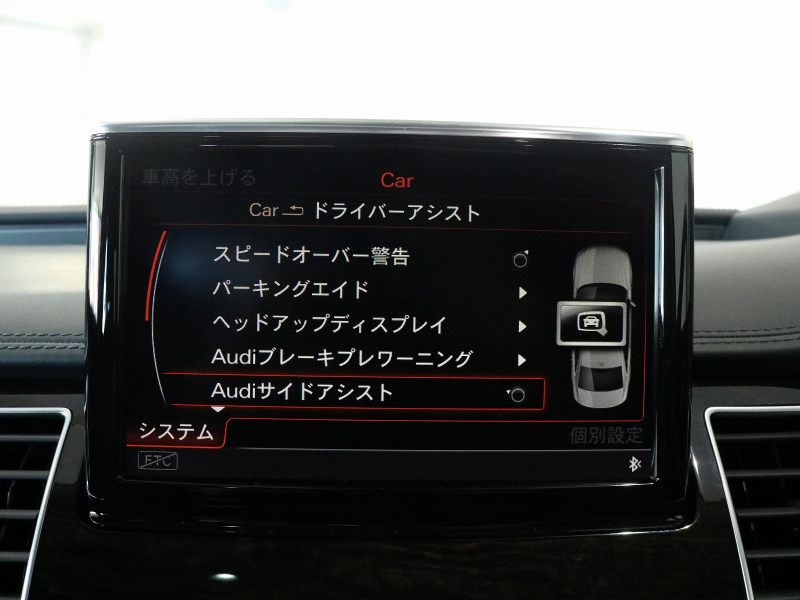 車高を上げる
Car
Car ドライバーアシスト
スピードオーバー警告
パーキングエイド
ヘッドアップディスプレイ
Audiブレーキプレワーニング
Audiサイドアシスト
システム
個別設定
ETC